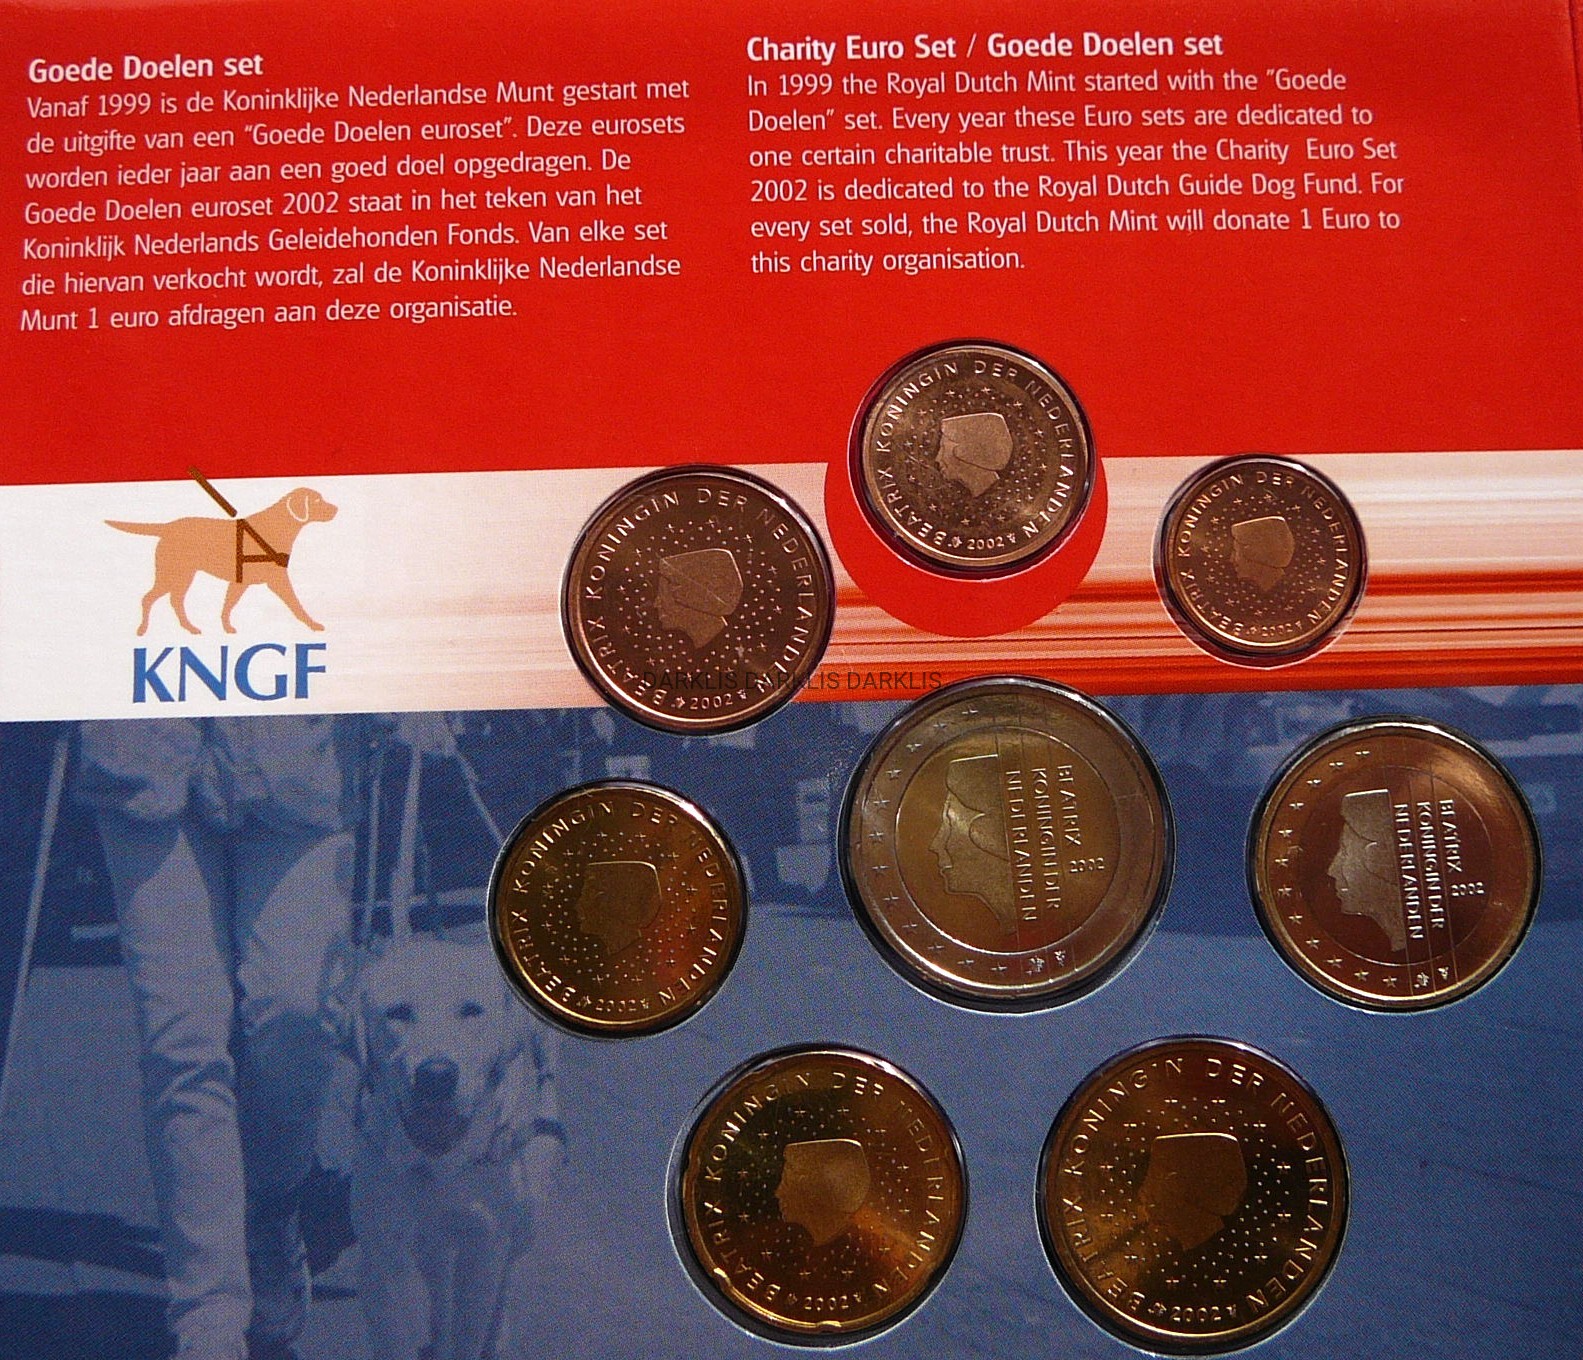 Goede Doelen set
Vanaf 1999 is de Koninklijke Nederlandse Munt gestart met
de uitgifte van een "Goede Doelen euroset". Deze eurosets
worden ieder jaar aan een goed doel opgedragen. De
Goede Doelen euroset 2002 staat in het teken van het
Koninklijk Nederlands Geleidehonden Fonds. Van elke set
die hiervan verkocht wordt, zal de Koninklijke Nederlandse
Munt 1 euro afdragen aan deze organisatie.
Charity Euro Set / Goede Doelen set
In 1999 the Royal Dutch Mint started with the "Goede
Doelen" set. Every year these Euro sets are dedicated to
one certain charitable trust. This year the Charity Euro Set
2002 is dedicated to the Royal Dutch Guide Dog Fund. For
every set sold, the Royal Dutch Mint will donate 1 Euro to
this charity organisation.
KNGF
BEATRIX KONINGIN DER NEDERLANDEN
2002
BEATRIX KONINGIN DER NEDERLANDEN
2002
BEATRIX KONINGIN DER NEDERLANDEN
2002
DARKLIS DARKLIS DARKLIS
BEATRIX KONINGIN DER NEDERLANDEN
2002
BEATRIX
KONINGIN DER
NEDERLANDEN
2002
BEATRIX
KONINGIN DER
NEDERLANDEN
2002
BEATRIX KONINGIN DER NEDERLANDEN
2002
BEATRIX KONINGIN DER NEDERLANDEN
2002